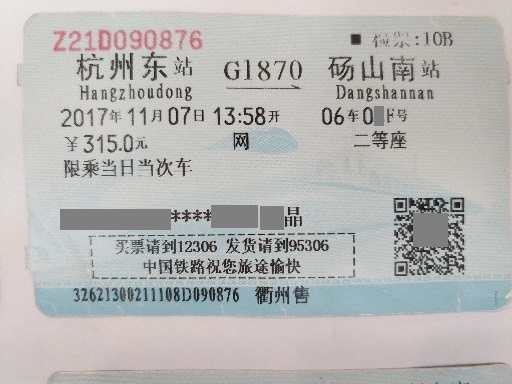 Z21D090876
检票:10B
杭州东站 G1870 砀山南站
Hangzhoudong Dangshannan
2017年11月07日13:58开 06车0 F号
￥315.0元 网 二等座
限乘当日当次车
****晶
买票请到12306 发货请到95306
中国铁路祝您旅途愉快
32621300211108D090876 衢州售